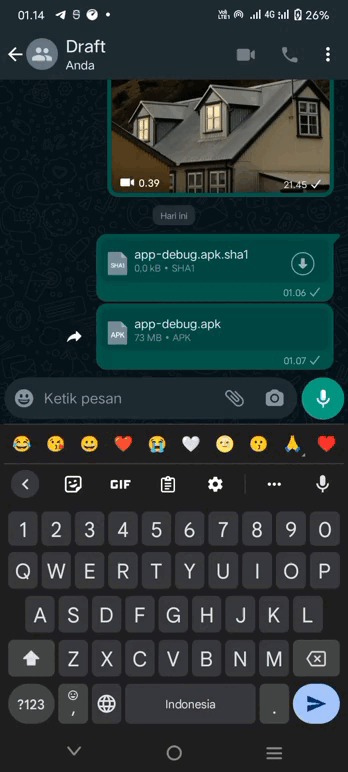 01.14
VoLTE1
4G
26%
Draft
Anda
0.39
21.45
Hari ini
app-debug.apk.sha1
SHA1
0,0 kB • SHA1
01.06
app-debug.apk
APK
73 MB • APK
01.07
Ketik pesan
GIF
1 2 3 4 5 6 7 8 9 0
Q W E R T Y U I O P
A S D F G H J K L
Z X C V B N M
?123
,
Indonesia
.